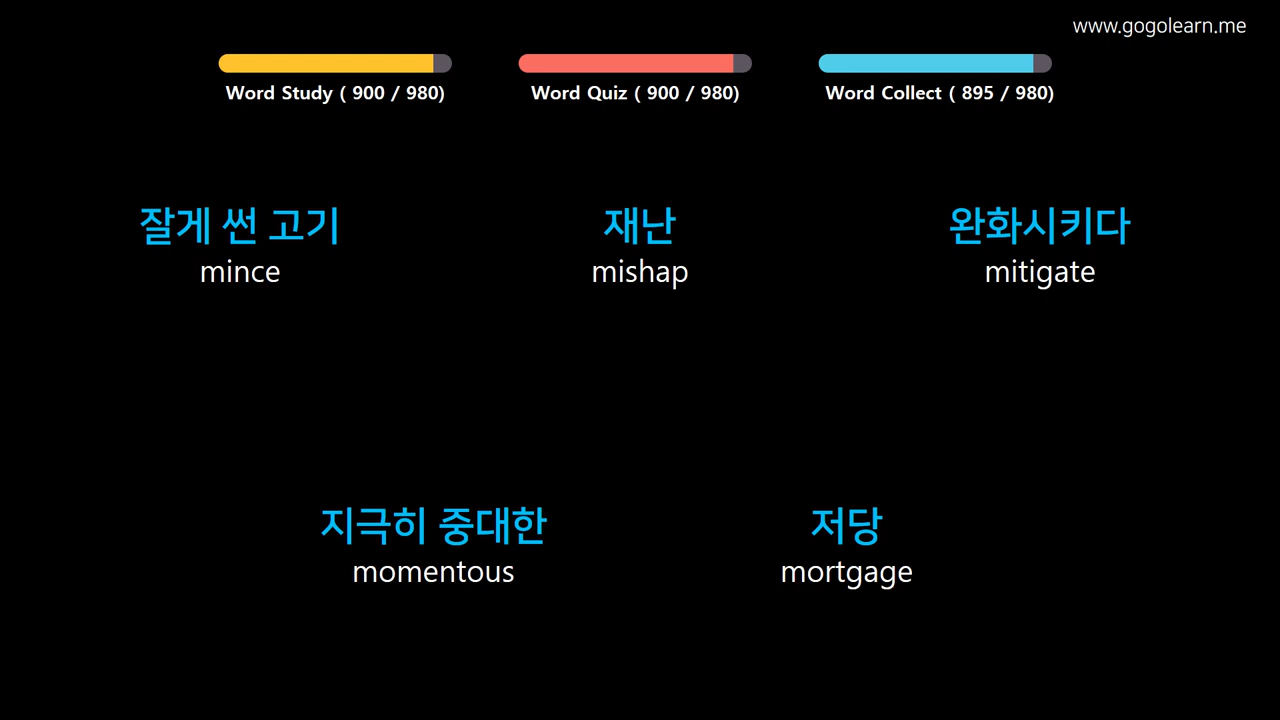 www.gogolearn.me
Word Study ( 900 / 980)
Word Quiz ( 900 / 980)
Word Collect ( 895 / 980)
잘게 썬 고기
mince
재난
mishap
완화시키다
mitigate
지극히 중대한
momentous
저당
mortgage